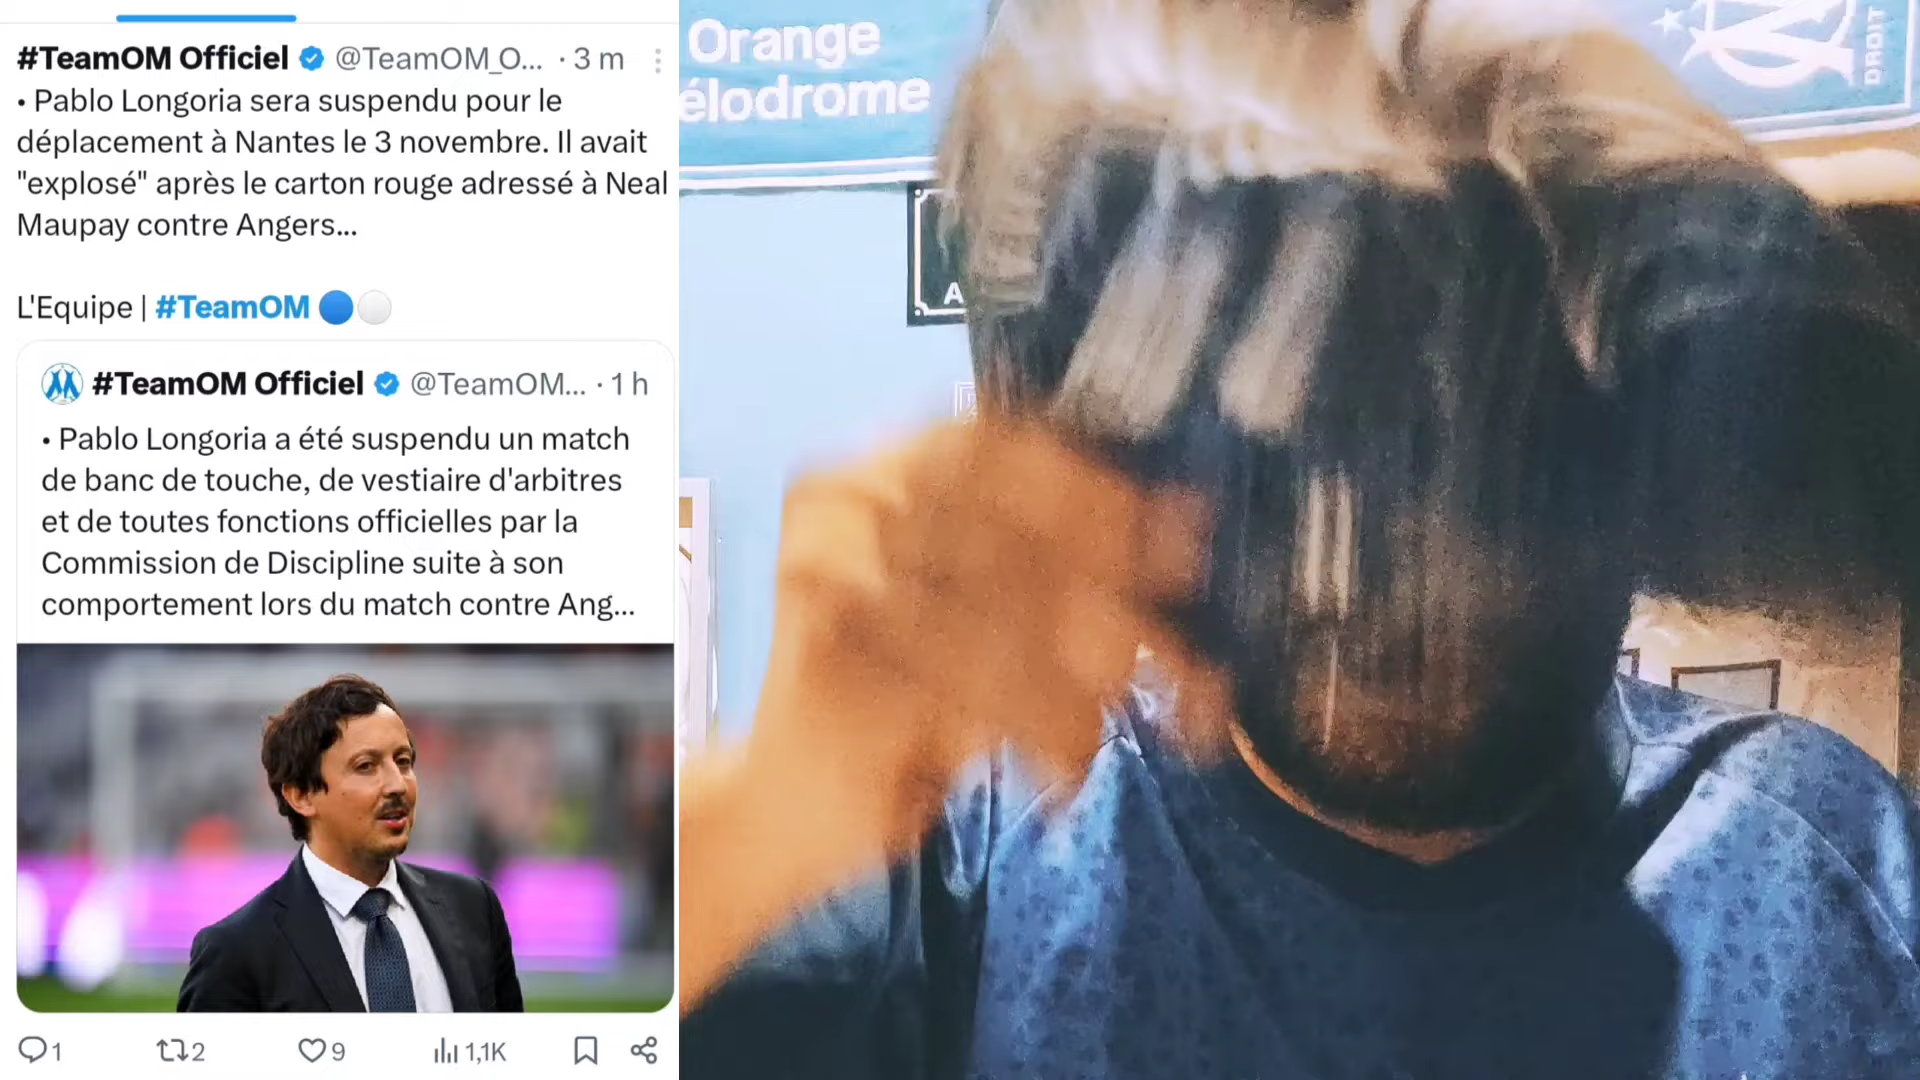 #TeamOM Officiel @TeamOM_O... · 3 m
• Pablo Longoria sera suspendu pour le
déplacement à Nantes le 3 novembre. Il avait
"explosé" après le carton rouge adressé à Neal
Maupay contre Angers...
L'Equipe | #TeamOM 🔵⚪
#TeamOM Officiel @TeamOM... · 1 h
• Pablo Longoria a été suspendu un match
de banc de touche, de vestiaire d'arbitres
et de toutes fonctions officielles par la
Commission de Discipline suite à son
comportement lors du match contre Ang...
1 2 9 1,1K
Orange
élodrome
DROIT
A